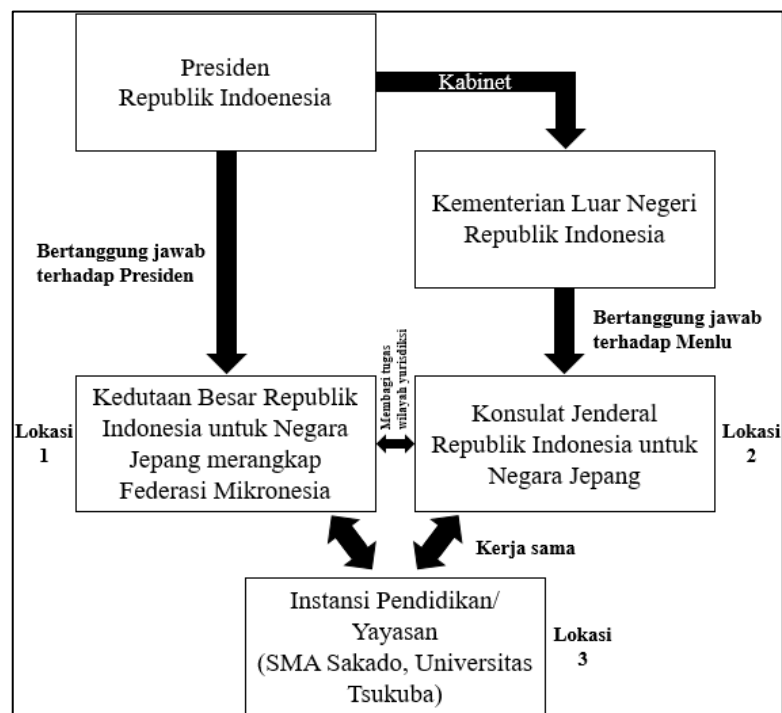 Presiden
Republik Indoenesia
Kabinet
Kementerian Luar Negeri
Republik Indonesia
Bertanggung jawab
terhadap Presiden
Bertanggung jawab
terhadap Menlu
Lokasi
1
Kedutaan Besar Republik
Indonesia untuk Negara
Jepang merangkap
Federasi Mikronesia
Membagi tugas
wilayah yurisdiksi
Konsulat Jenderal
Republik Indonesia untuk
Negara Jepang
Lokasi
2
Kerja sama
Instansi Pendidikan/
Yayasan
(SMA Sakado, Universitas
Tsukuba)
Lokasi
3